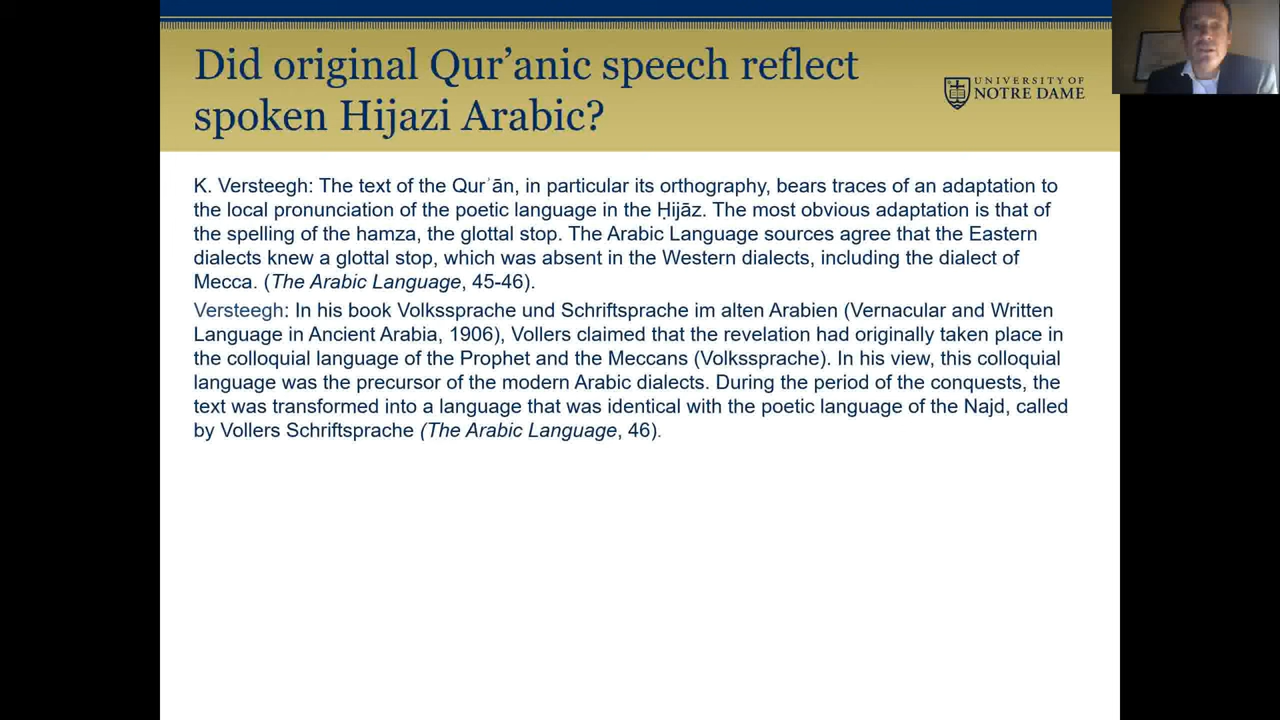 Did original Qur’anic speech reflect
spoken Hijazi Arabic?
UNIVERSITY OF
NOTRE DAME
K. Versteegh: The text of the Qurʾān, in particular its orthography, bears traces of an adaptation to
the local pronunciation of the poetic language in the Ḥijāz. The most obvious adaptation is that of
the spelling of the hamza, the glottal stop. The Arabic Language sources agree that the Eastern
dialects knew a glottal stop, which was absent in the Western dialects, including the dialect of
Mecca. (The Arabic Language, 45-46).
Versteegh: In his book Volkssprache und Schriftsprache im alten Arabien (Vernacular and Written
Language in Ancient Arabia, 1906), Vollers claimed that the revelation had originally taken place in
the colloquial language of the Prophet and the Meccans (Volkssprache). In his view, this colloquial
language was the precursor of the modern Arabic dialects. During the period of the conquests, the
text was transformed into a language that was identical with the poetic language of the Najd, called
by Vollers Schriftsprache (The Arabic Language, 46).